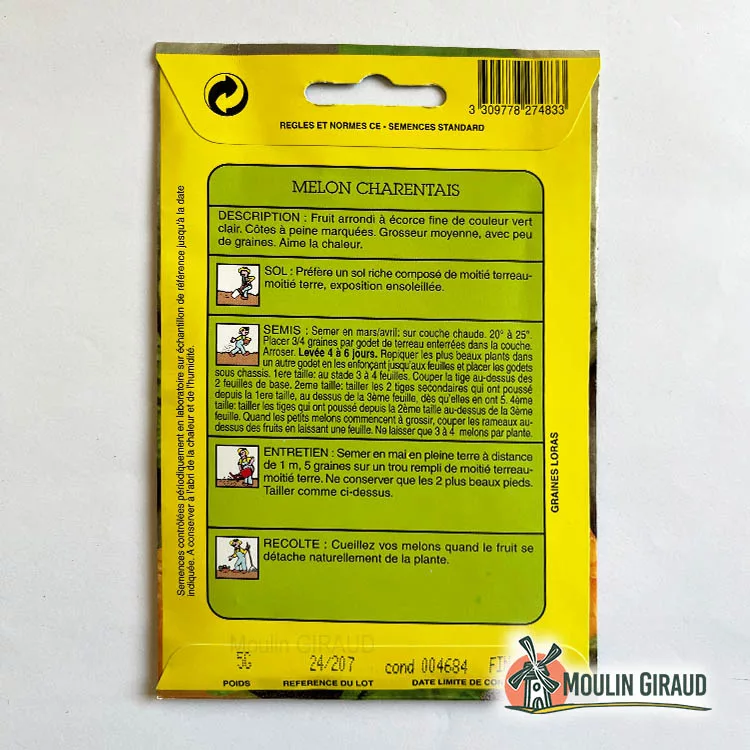 3 309778 274833
REGLES ET NORMES CE - SEMENCES STANDARD
MELON CHARENTAIS
DESCRIPTION : Fruit arrondi à écorce fine de couleur vert
clair. Côtes à peine marquées. Grosseur moyenne, avec peu
de graines. Aime la chaleur.
SOL : Préfère un sol riche composé de moitié terreau-
moitié terre, exposition ensoleillée.
SEMIS : Semer en mars/avril: sur couche chaude. 20° à 25°.
Placer 3/4 graines par godet de terreau enterrées dans la couche.
Arroser. Levée 4 à 6 jours. Repiquer les plus beaux plants dans
un autre godet en les enfonçant jusqu'aux feuilles et placer les godets
sous chassis. 1ere taille: au stade 3 à 4 feuilles. Couper la tige au-dessus des
2 feuilles de base. 2eme taille: tailler les 2 tiges secondaires qui ont poussé
depuis la 1ere taille, au dessus de la 3ème feuille, dès qu'elles en ont 5. 4ème
taille: tailler les tiges qui ont poussé depuis la 2ème taille au-dessus de la 3ème
feuille. Quand les petits melons commencent à grossir, couper les rameaux au-
dessus des fruits en laissant une feuille. Ne laisser que 3 à 4 melons par plante.
ENTRETIEN : Semer en mai en pleine terre à distance
de 1 m, 5 graines sur un trou rempli de moitié terreau-
moitié terre. Ne conserver que les 2 plus beaux pieds.
Tailler comme ci-dessus.
RECOLTE : Cueillez vos melons quand le fruit se
détache naturellement de la plante.
Semences contrôlées périodiquement en laboratoire sur échantillon de référence jusqu'à la date
indiquée. A conserver à l'abri de la chaleur et de l'humidité.
GRAINES LORAS
Moulin GIRAUD
5G 24/207 cond 004684
POIDS REFERENCE DU LOT DATE LIMITE DE
MOULIN GIRAUD